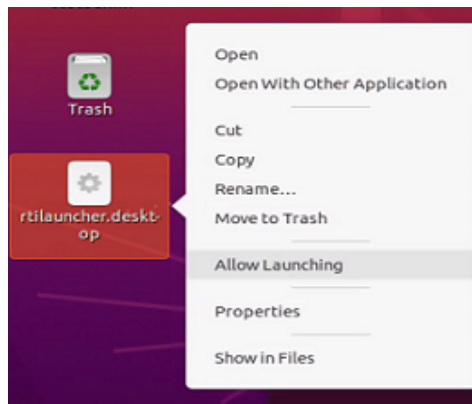 Trash
rtilauncher.deskt-
op
Open
Open With Other Application
Cut
Copy
Rename...
Move to Trash
Allow Launching
Properties
Show in Files